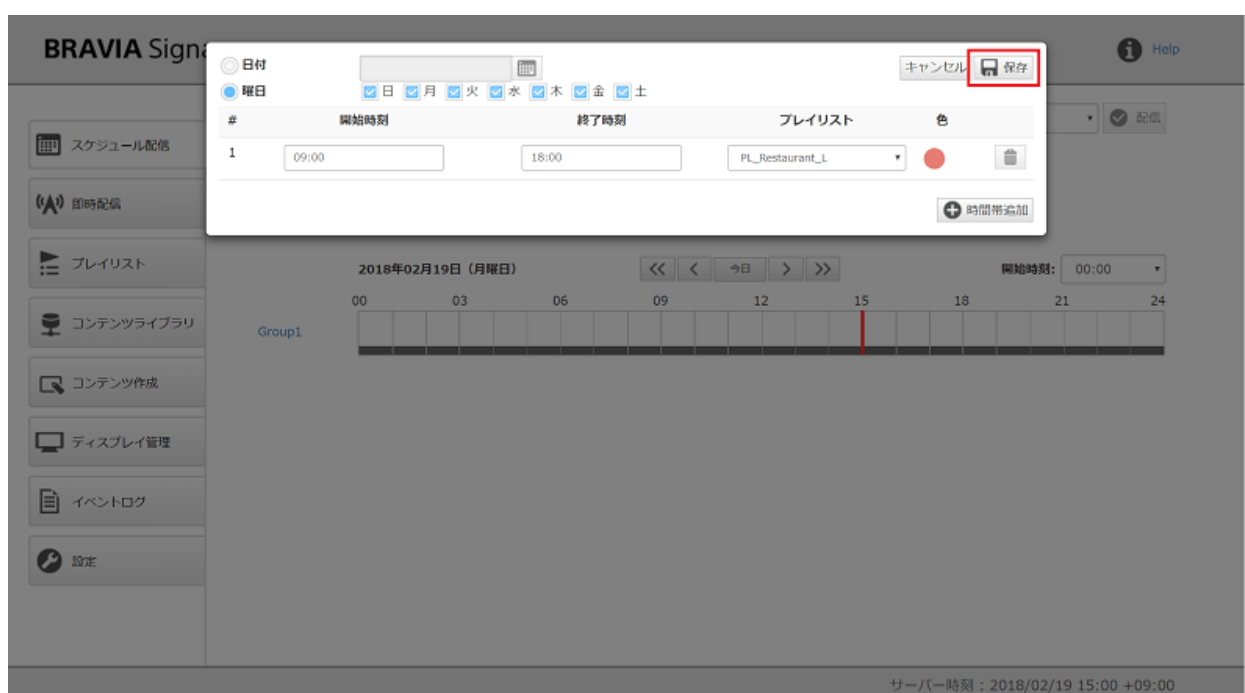 BRAVIA Signa
Help
日付
キャンセル 保存
曜日 日 月 火 水 木 金 土
# 開始時刻 終了時刻 プレイリスト 色
1 09:00 18:00 PL_Restaurant_L
時間帯追加
配信
スケジュール配信
即時配信
プレイリスト
コンテンツライブラリ
コンテンツ作成
ディスプレイ管理
イベントログ
設定
2018年02月19日（月曜日） << < 今日 > >> 開始時刻: 00:00
00 03 06 09 12 15 18 21 24
Group1
サーバー時刻：2018/02/19 15:00 +09:00